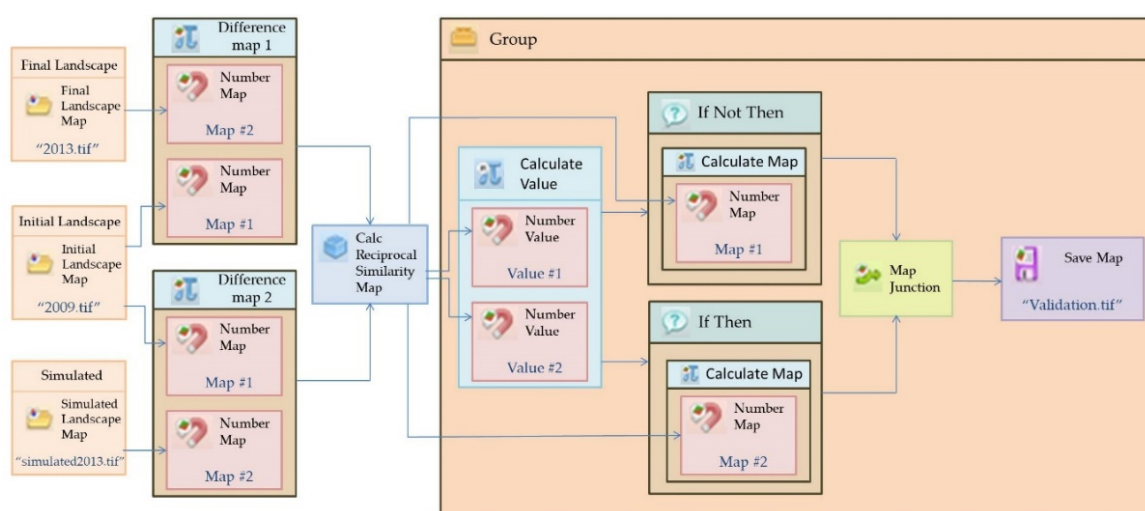 Final Landscape
Final
Landscape
Map
"2013.tif"
Initial Landscape
Initial
Landscape
Map
"2009.tif"
Simulated
Simulated
Landscape
Map
"simulated2013.tif"
Difference
map 1
Number
Map
Map #2
Number
Map
Map #1
Difference
map 2
Number
Map
Map #1
Number
Map
Map #2
Calc
Reciprocal
Similarity
Map
Group
Calculate
Value
Number
Value
Value #1
Number
Value
Value #2
If Not Then
Calculate Map
Number
Map
Map #1
If Then
Calculate Map
Number
Map
Map #2
Map
Junction
Save Map
"Validation.tif"